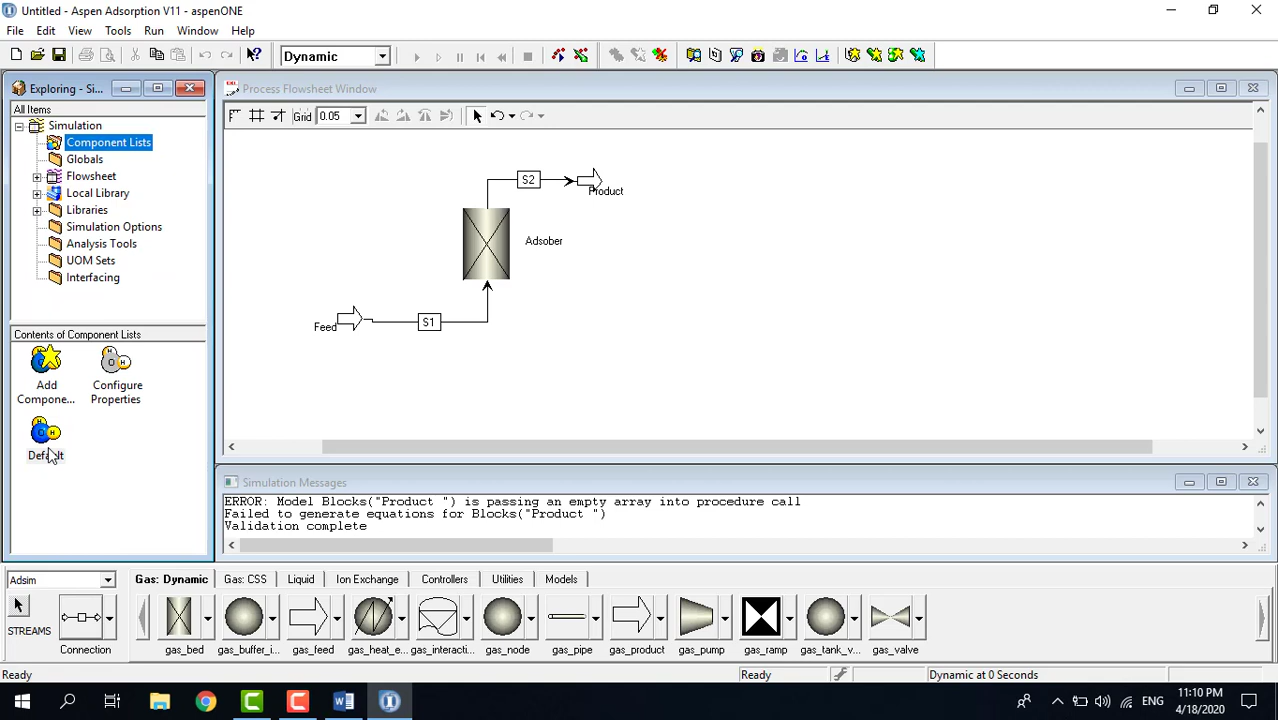 Untitled - Aspen Adsorption V11 - aspenONE
File Edit View Tools Run Window Help
Dynamic
Exploring - Si...
Process Flowsheet Window
All Items
Grid 0.05
Simulation
Component Lists
Globals
Flowsheet
Local Library
Libraries
Simulation Options
Analysis Tools
UOM Sets
Interfacing
S2
Product
Adsober
Feed
S1
Contents of Component Lists
Add Compone...
Configure Properties
Default
Simulation Messages
ERROR: Model Blocks("Product ") is passing an empty array into procedure call
Failed to generate equations for Blocks("Product ")
Validation complete
Adsim
Gas: Dynamic Gas: CSS Liquid Ion Exchange Controllers Utilities Models
STREAMS
Connection gas_bed gas_buffer_i... gas_feed gas_heat_e... gas_interacti... gas_node gas_pipe gas_product gas_pump gas_ramp gas_tank_v... gas_valve
Ready Ready Dynamic at 0 Seconds
ENG
11:10 PM
4/18/2020